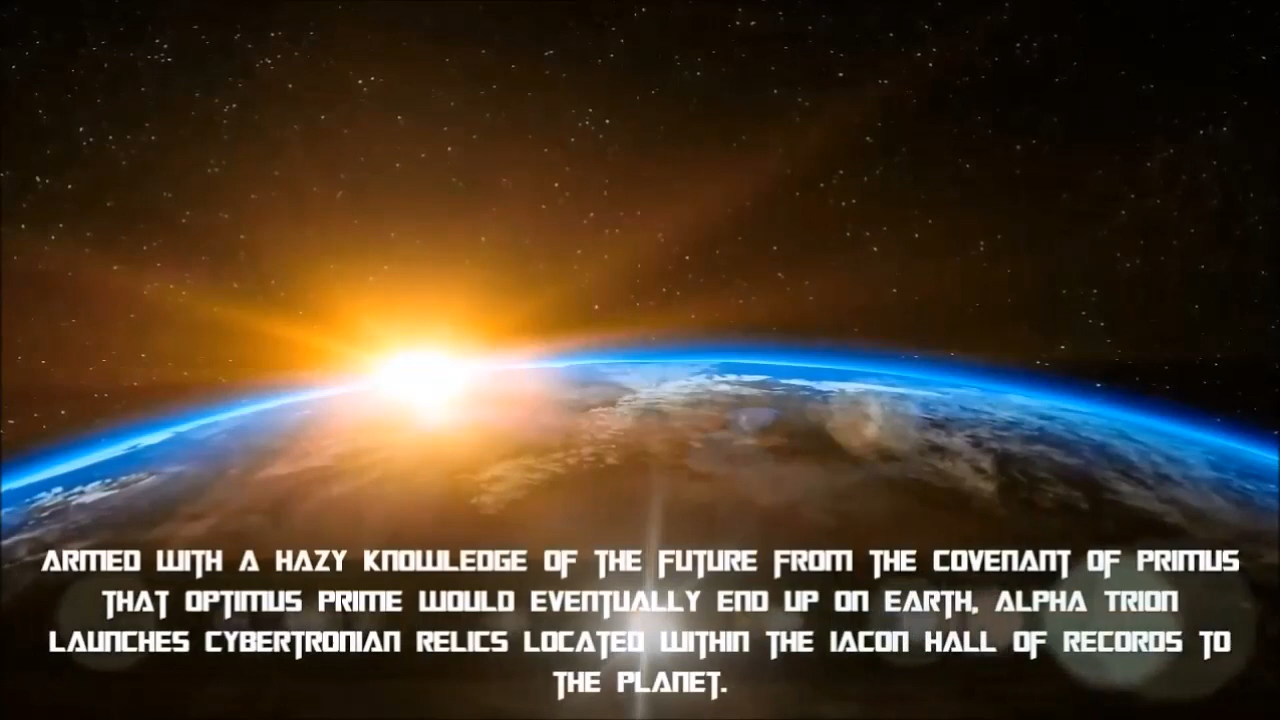 ARMED WITH A HAZY KNOWLEDGE OF THE FUTURE FROM THE COVENANT OF PRIMUS
THAT OPTIMUS PRIME WOULD EVENTUALLY END UP ON EARTH, ALPHA TRION
LAUNCHES CYBERTRONIAN RELICS LOCATED WITHIN THE IACON HALL OF RECORDS TO
THE PLANET.